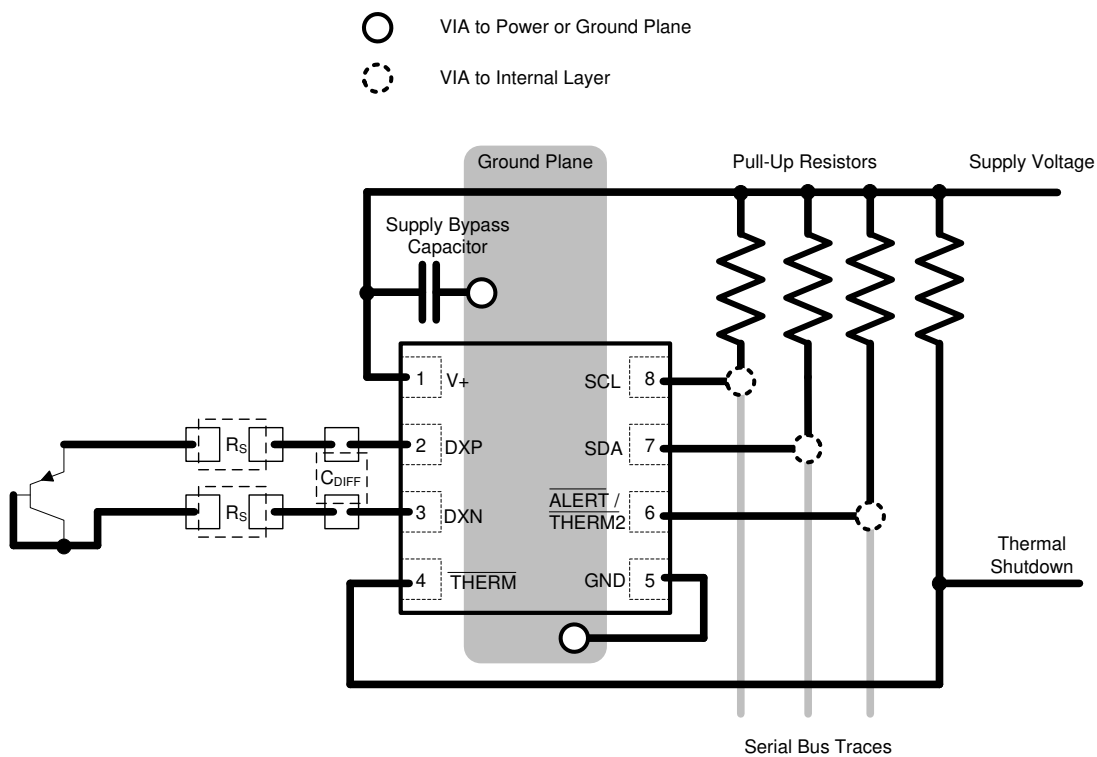 VIA to Power or Ground Plane
VIA to Internal Layer
Ground Plane
Pull-Up Resistors
Supply Voltage
Supply Bypass
Capacitor
1
V+
SCL
8
RS
2
DXP
SDA
7
CDIFF
RS
3
DXN
ALERT /
THERM2
6
Thermal
Shutdown
4
THERM
GND
5
Serial Bus Traces